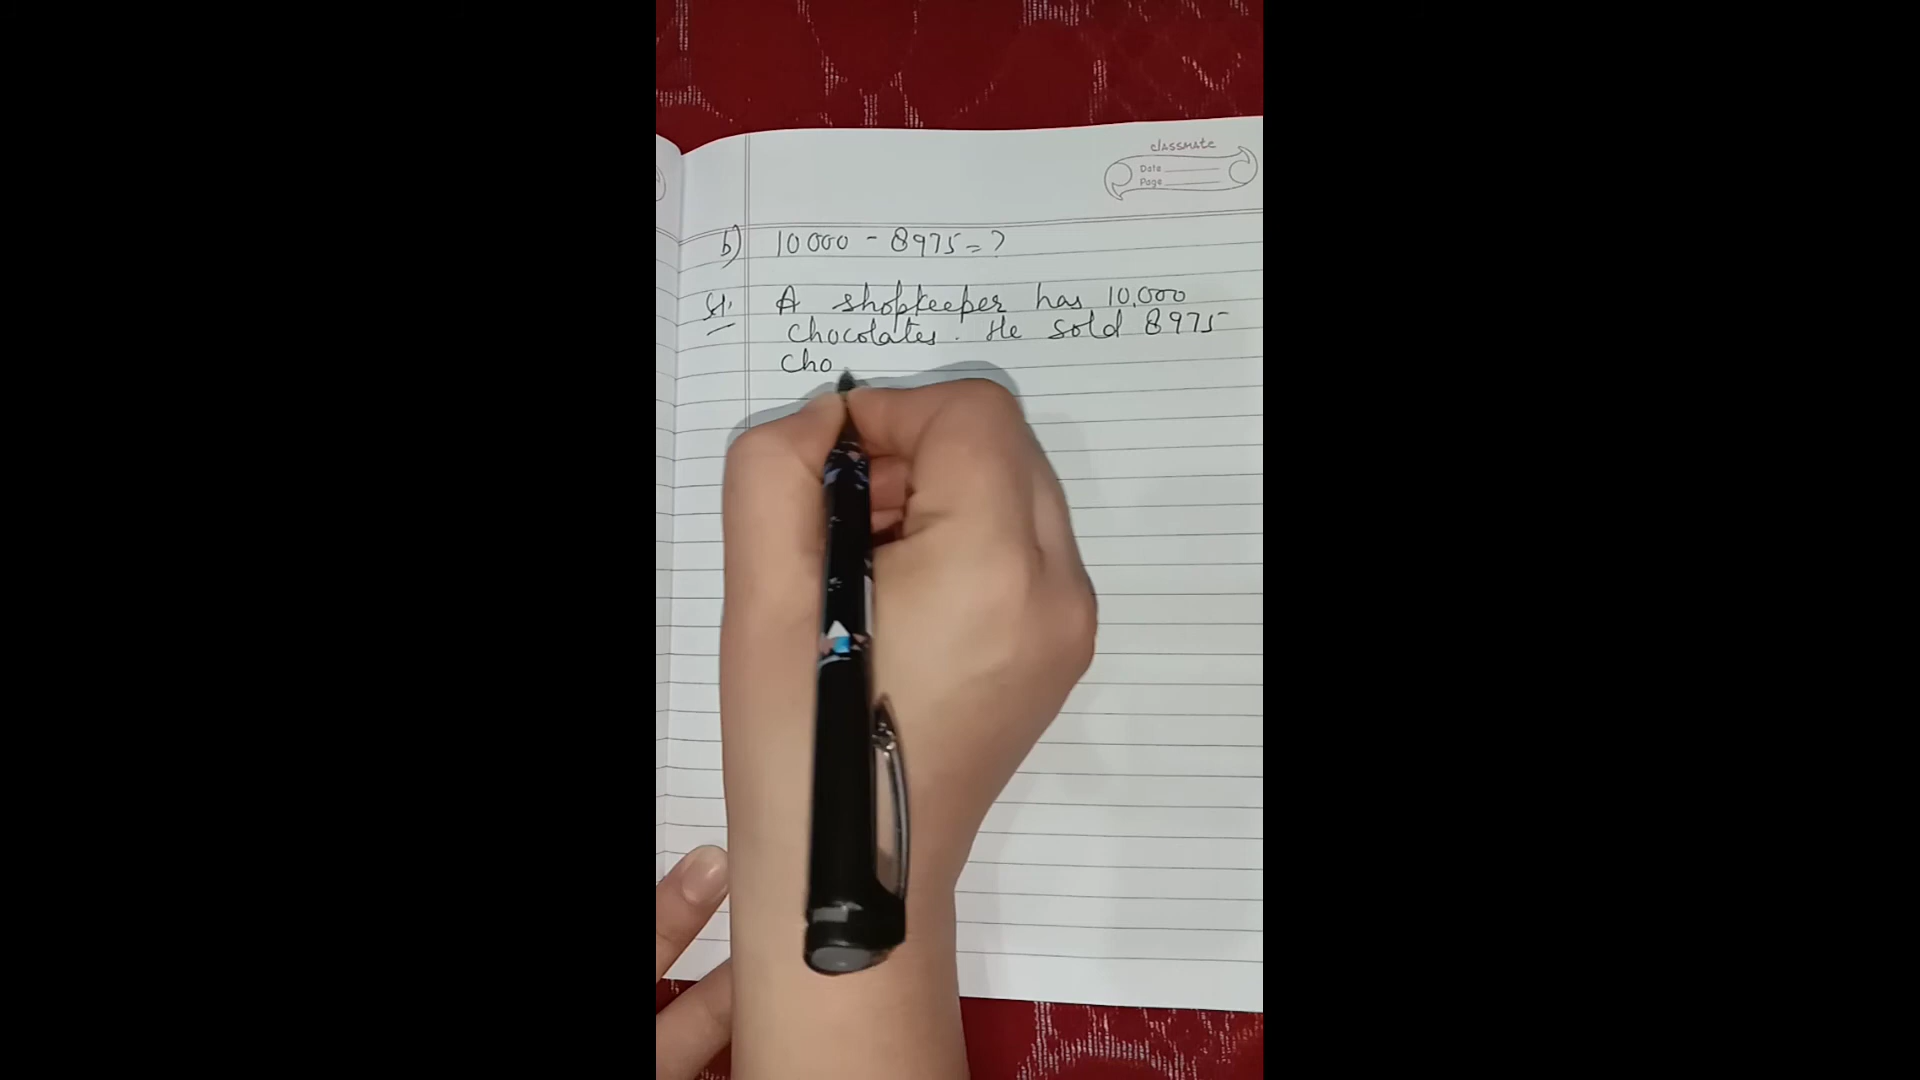 classmate
Date
Page
b) 10000 - 8975 = ?
A shopkeeper has 10,000
chocolates. He sold 8975
Cho